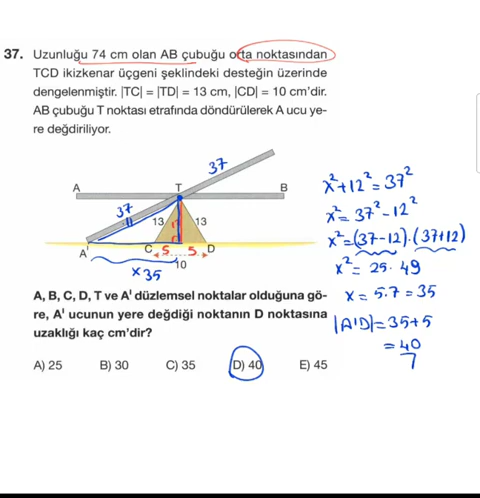 37. Uzunluğu 74 cm olan AB çubuğu orta noktasından
TCD ikizkenar üçgeni şeklindeki desteğin üzerinde
dengelenmiştir. |TC| = |TD| = 13 cm, |CD| = 10 cm'dir.
AB çubuğu T noktası etrafında döndürülerek A ucu ye-
re değdiriliyor.
37
A T B
37
13 12 13
A' C 5 5 D
10
x 35
x²+12²=37²
x²=37²-12²
x²=(37-12).(37+12)
x²=25.49
x=5.7=35
|A'D|=35+5
=40
A, B, C, D, T ve A' düzlemsel noktalar olduğuna gö-
re, A' ucunun yere değdiği noktanın D noktasına
uzaklığı kaç cm'dir?
A) 25 B) 30 C) 35 D) 40 E) 45